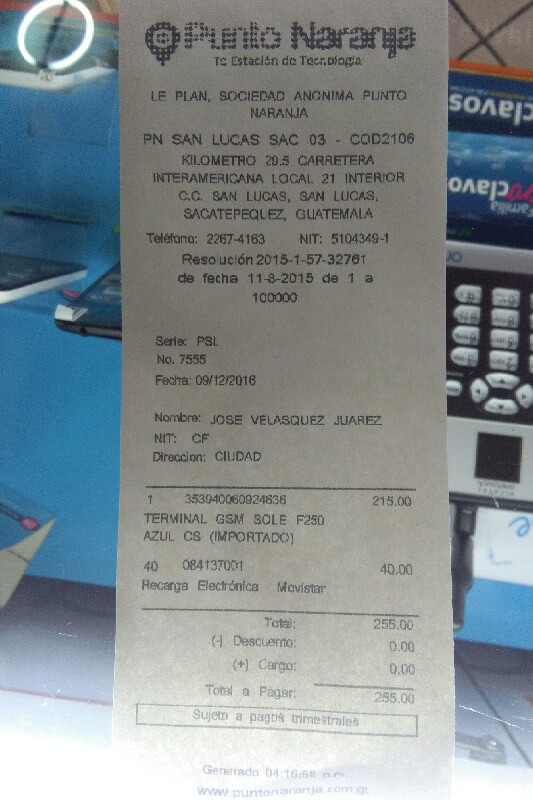 Punto Naranja
Tu Estación de Tecnología
LE PLAN, SOCIEDAD ANONIMA PUNTO
NARANJA
PN SAN LUCAS SAC 03 - COD2106
KILOMETRO 29.5 CARRETERA
INTERAMERICANA LOCAL 21 INTERIOR
C.C. SAN LUCAS, SAN LUCAS,
SACATEPEQUEZ, GUATEMALA
Teléfono: 2267-4163 NIT: 5104349-1
Resolución 2015-1-57-32761
de fecha 11-8-2015 de 1 a
100000
Serie: PSL
No. 7555
Fecha: 09/12/2016
Nombre: JOSE VELASQUEZ JUAREZ
NIT: CF
Direccion: CIUDAD
1 353940060924636 215.00
TERMINAL GSM SOLE F250
AZUL CS (IMPORTADO)
40 084137001 40.00
Recarga Electrónica Movistar
Total: 255.00
(-) Descuento: 0.00
(+) Cargo: 0.00
Total a Pagar: 255.00
Sujeto a pagos trimestrales
Generado 04:16:58 p.m.
www.puntonaranja.com.gt
clavos
Familia
clavo